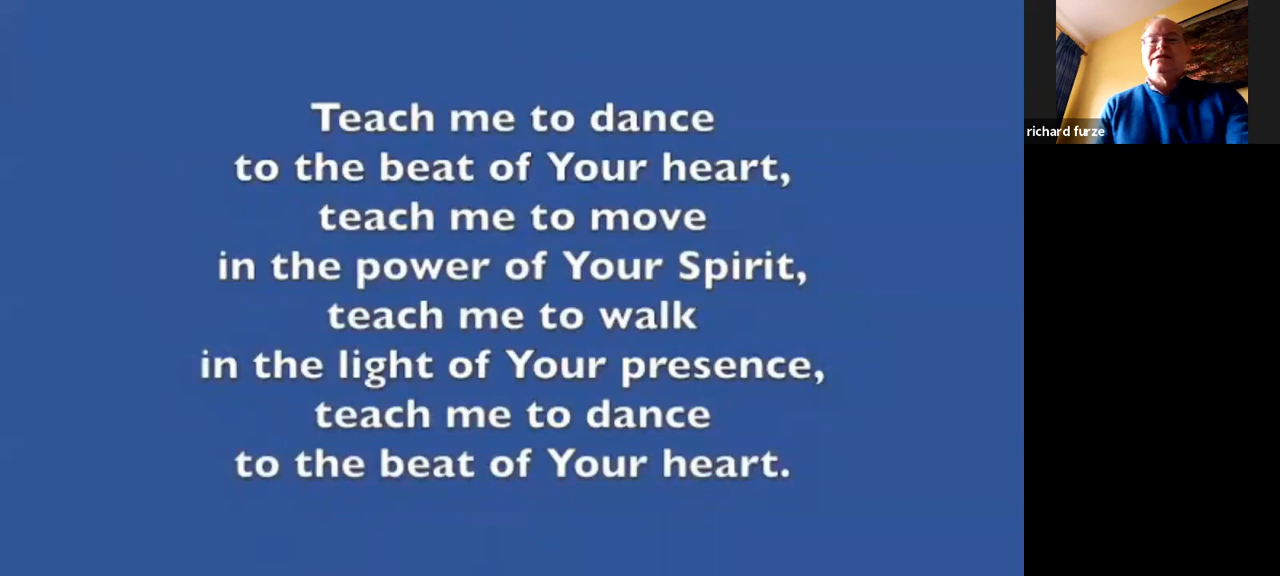 Teach me to dance
to the beat of Your heart,
teach me to move
in the power of Your Spirit,
teach me to walk
in the light of Your presence,
teach me to dance
to the beat of Your heart.
richard furze